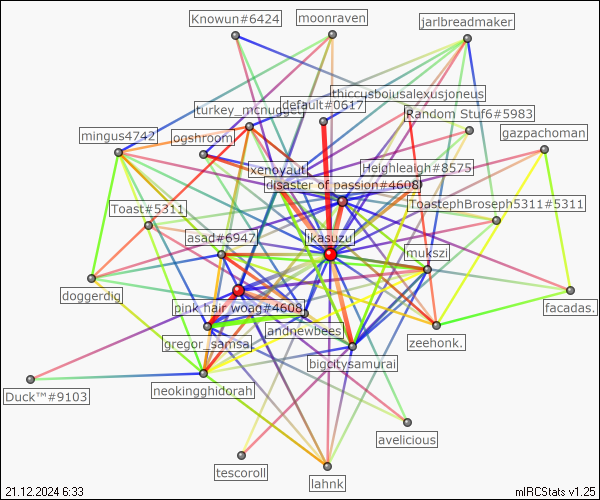 Knowun#6424
moonraven
jarlbreadmaker
thiccusboiusalexusjoneus
default#0617
turkey_mcnuggets
Random Stuf6#5983
mingus4742
ogshroom
gazpachoman
xenoyaut
Heighleaigh#8575
disaster of passion#4608
Toast#5311
ToastephBroseph5311#5311
asad#6947
ikasuzu
mukszi
doggerdig
pink hair woag#4608
facadas.
andnewbees
gregor_samsa
zeehonk.
bigcitysamurai
Duck™#9103
neokingghidorah
avelicious
tescoroll
lahnk
21.12.2024 6:33
mIRCStats v1.25